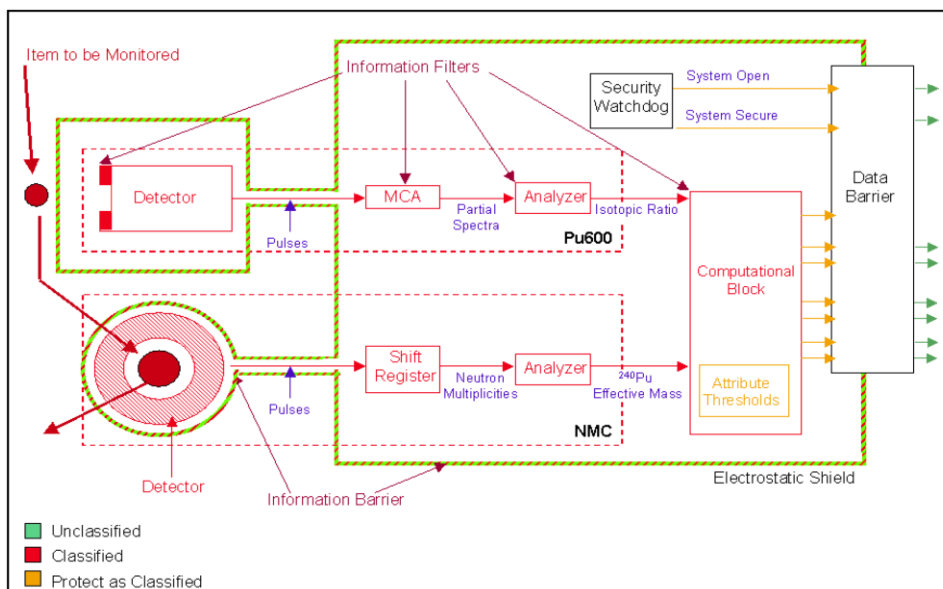 Item to be Monitored
Information Filters
Security
Watchdog
System Open
System Secure
Data
Barrier
Detector
MCA
Analyzer
Partial
Spectra
Isotopic Ratio
Pulses
Pu600
Computational
Block
Shift
Register
Analyzer
Neutron
Multiplicities
²⁴⁰Pu
Effective Mass
Attribute
Thresholds
Pulses
NMC
Detector
Information Barrier
Electrostatic Shield
Unclassified
Classified
Protect as Classified